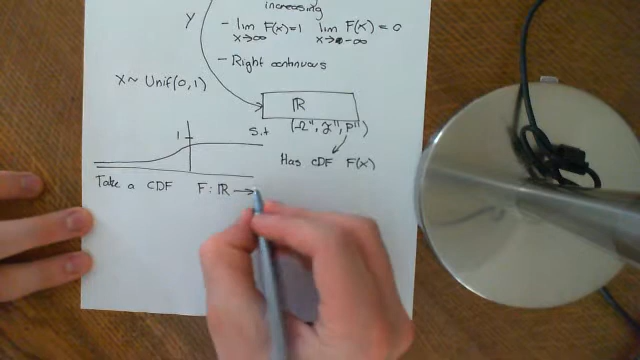 increasing
- lim F(x)=1 lim F(x)=0
x→∞ x→-∞
Y
- Right continuous
X~ Unif(0,1)
ℝ
1
s.t (Ω'', F'', P'')
Has CDF F(x)
Take a CDF F: ℝ →